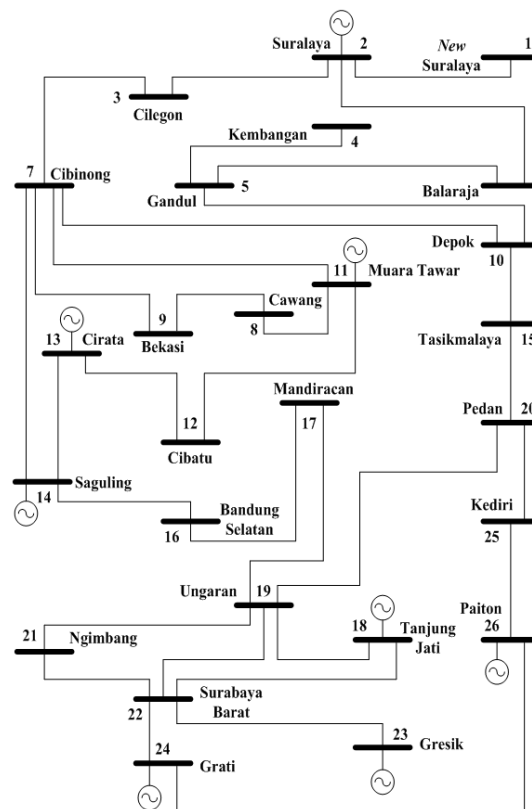 Suralaya 2
New 1
Suralaya
3
Cilegon
Kembangan
4
7 Cibinong
Gandul 5
Balaraja
Depok
10
11
Muara Tawar
Cawang
8
9
Bekasi
13 Cirata
Tasikmalaya 15
Mandiracan
17
Pedan 20
12
Cibatu
Saguling
14
Bandung
Selatan
16
Kediri
25
Ungaran 19
18 Tanjung
Jati
Paiton
26
21
Ngimbang
Surabaya
Barat
22
23
Gresik
24
Grati